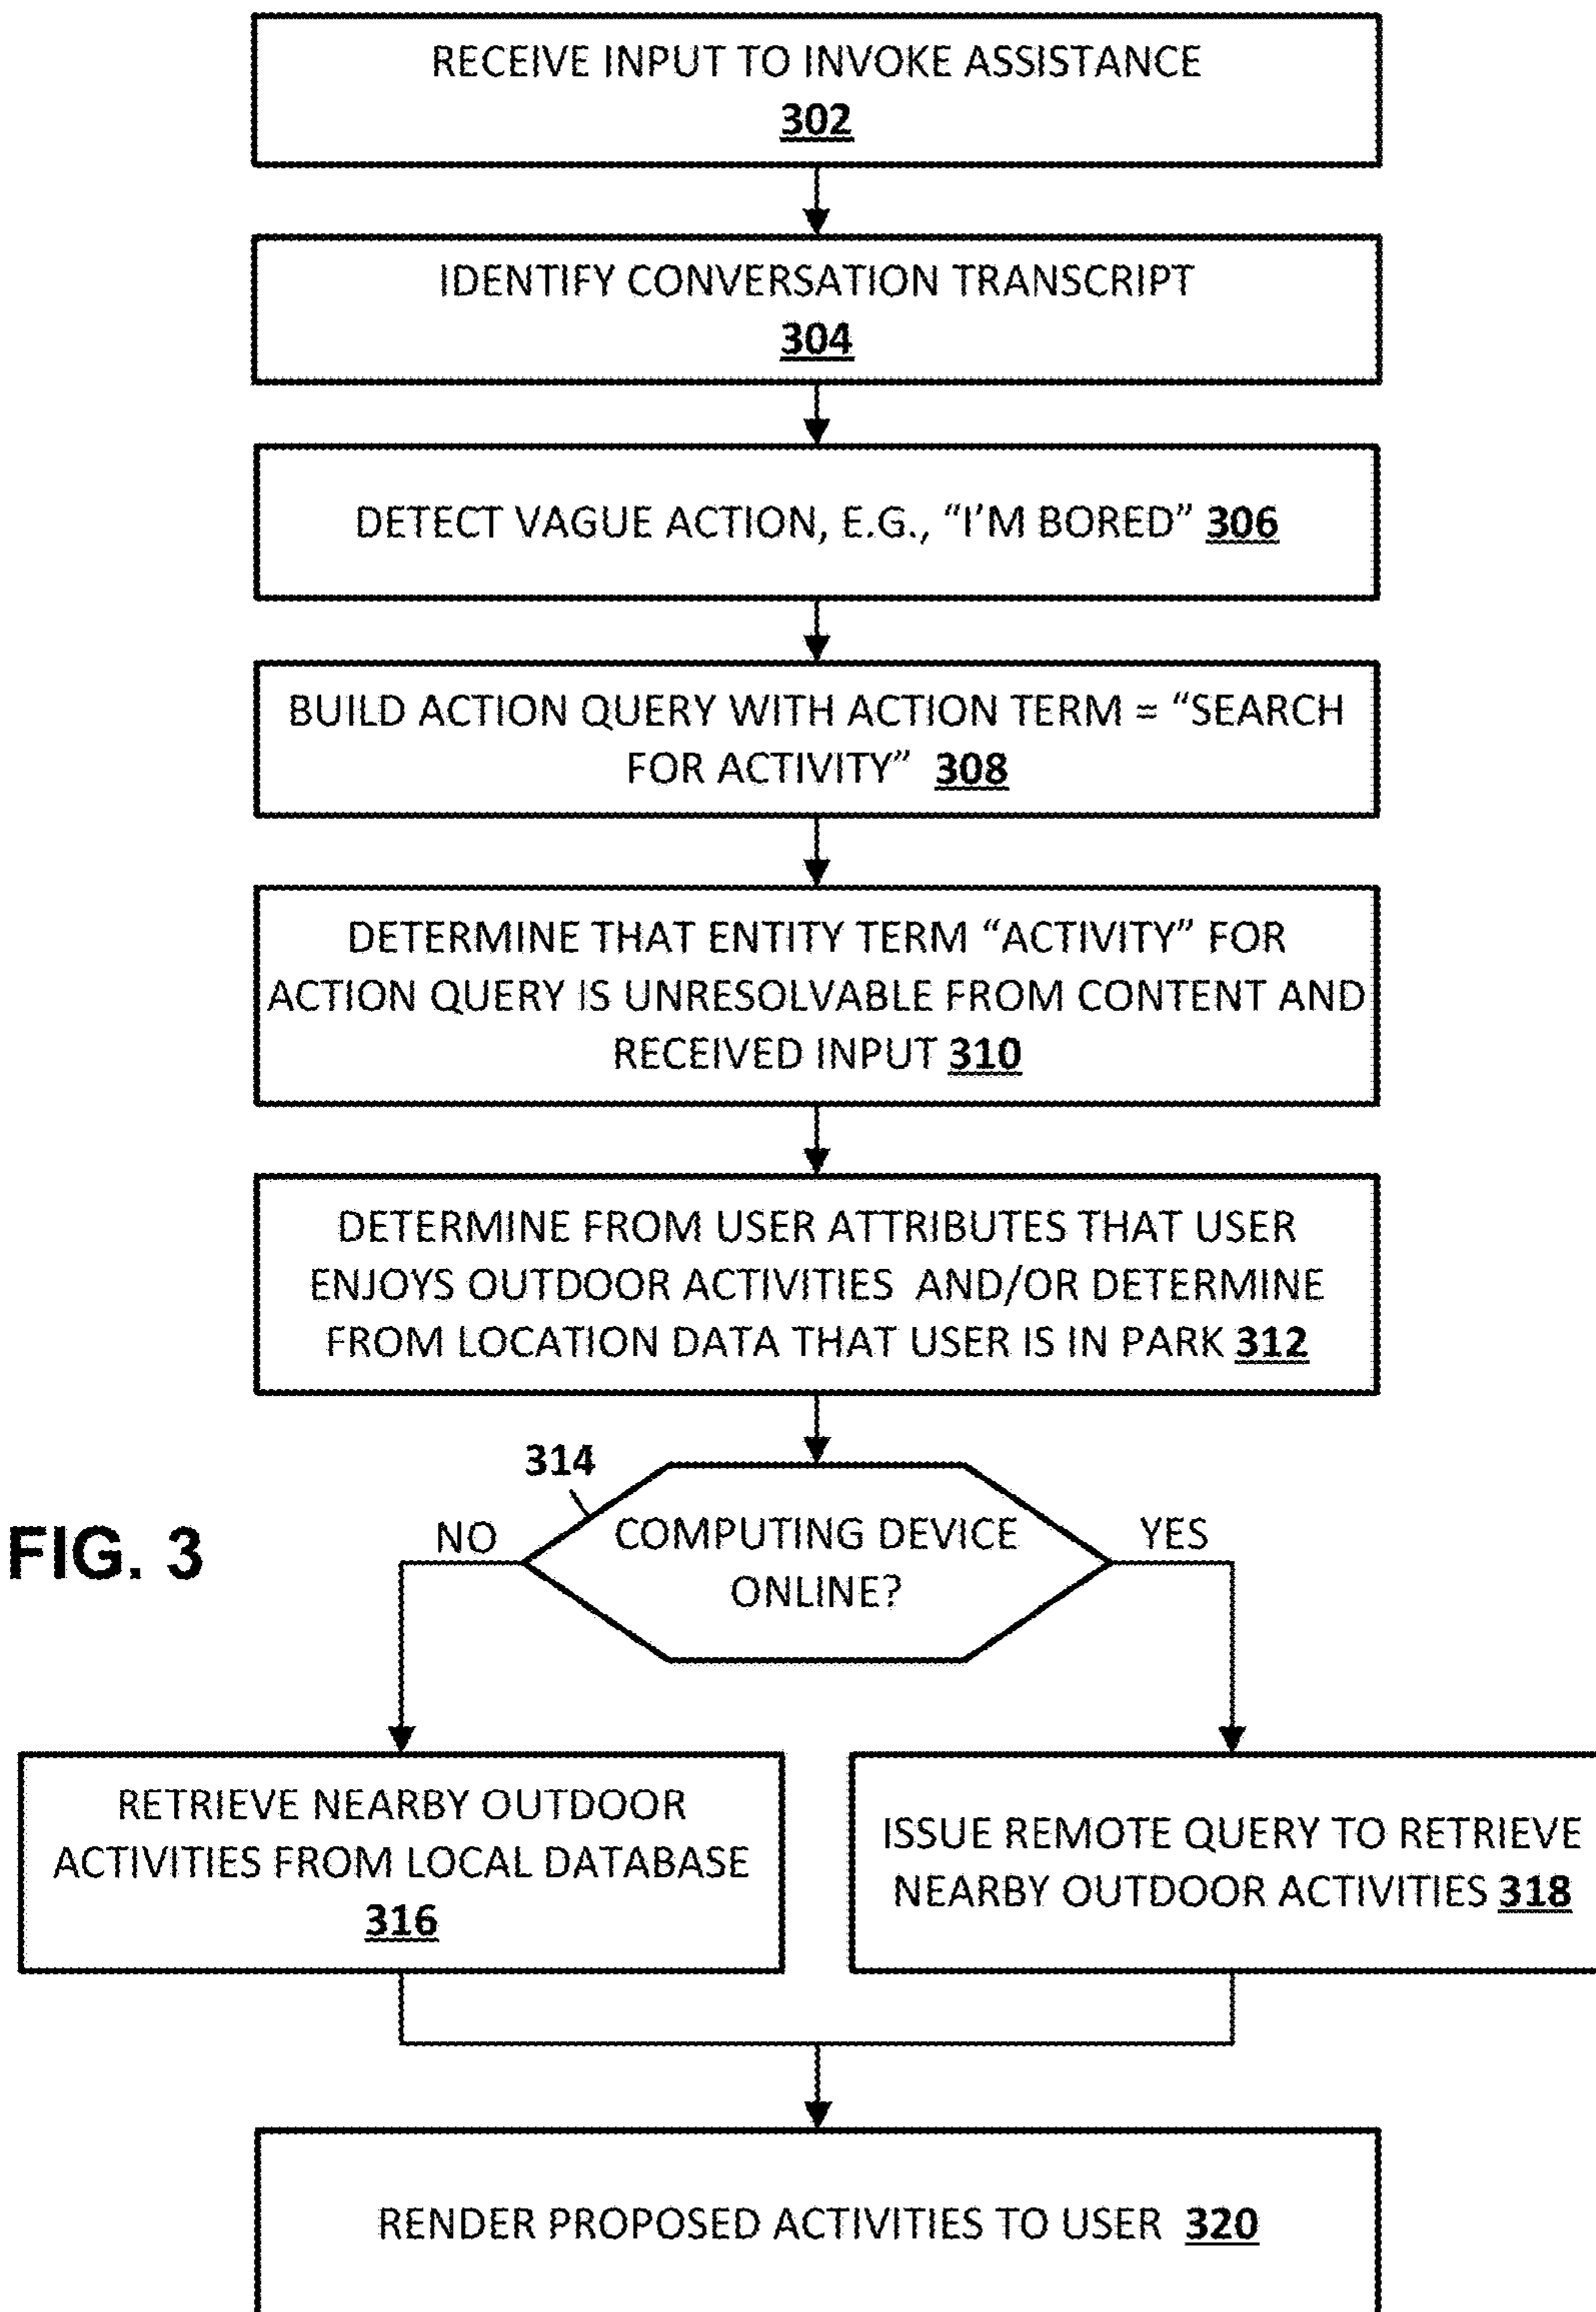 RECEIVE INPUT TO INVOKE ASSISTANCE
302
IDENTIFY CONVERSATION TRANSCRIPT
304
DETECT VAGUE ACTION, E.G., “I’M BORED” 306
BUILD ACTION QUERY WITH ACTION TERM = “SEARCH
FOR ACTIVITY” 308
DETERMINE THAT ENTITY TERM “ACTIVITY” FOR
ACTION QUERY IS UNRESOLVABLE FROM CONTENT AND
RECEIVED INPUT 310
DETERMINE FROM USER ATTRIBUTES THAT USER
ENJOYS OUTDOOR ACTIVITIES AND/OR DETERMINE
FROM LOCATION DATA THAT USER IS IN PARK 312
314
FIG. 3
NO
COMPUTING DEVICE
ONLINE?
YES
RETRIEVE NEARBY OUTDOOR
ACTIVITIES FROM LOCAL DATABASE
316
ISSUE REMOTE QUERY TO RETRIEVE
NEARBY OUTDOOR ACTIVITIES 318
RENDER PROPOSED ACTIVITIES TO USER 320